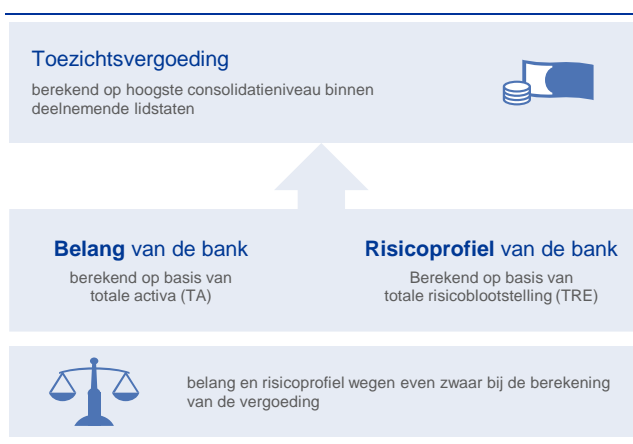 Toezichtsvergoeding
berekend op hoogste consolidatieniveau binnen
deelnemende lidstaten
Belang van de bank
berekend op basis van
totale activa (TA)
Risicoprofiel van de bank
Berekend op basis van
totale risicoblootstelling (TRE)
belang en risicoprofiel wegen even zwaar bij de berekening
van de vergoeding